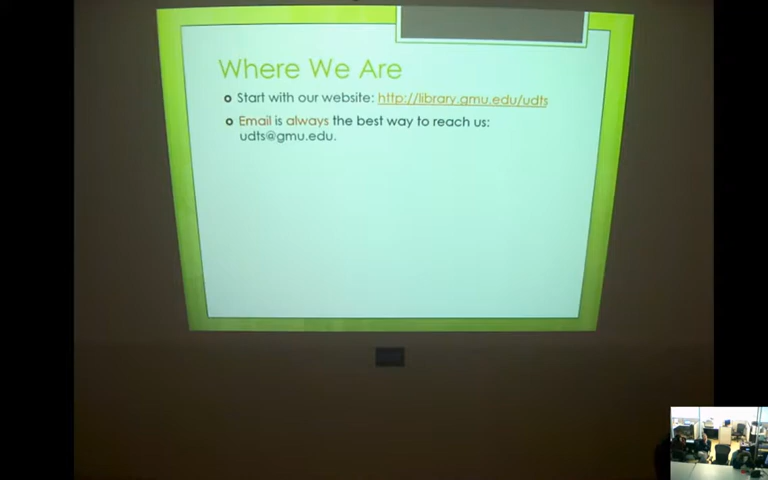 Where We Are
Start with our website: http://library.gmu.edu/udts
Email is always the best way to reach us:
udts@gmu.edu.